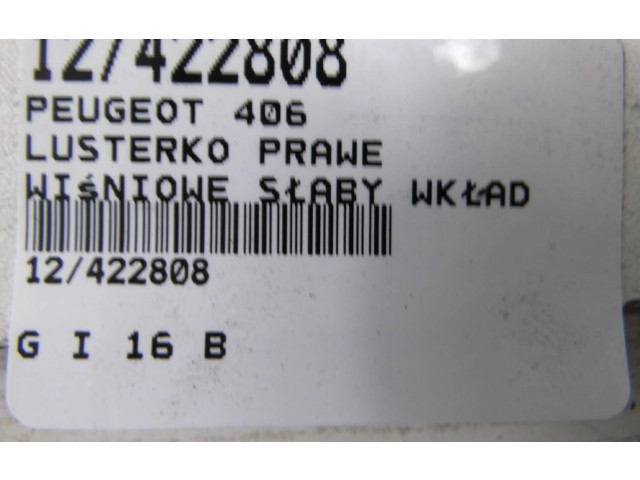 12/422808
PEUGEOT 406
LUSTERKO PRAWE
WIśNIOWE SŁABY WKŁAD
12/422808
G I 16 B